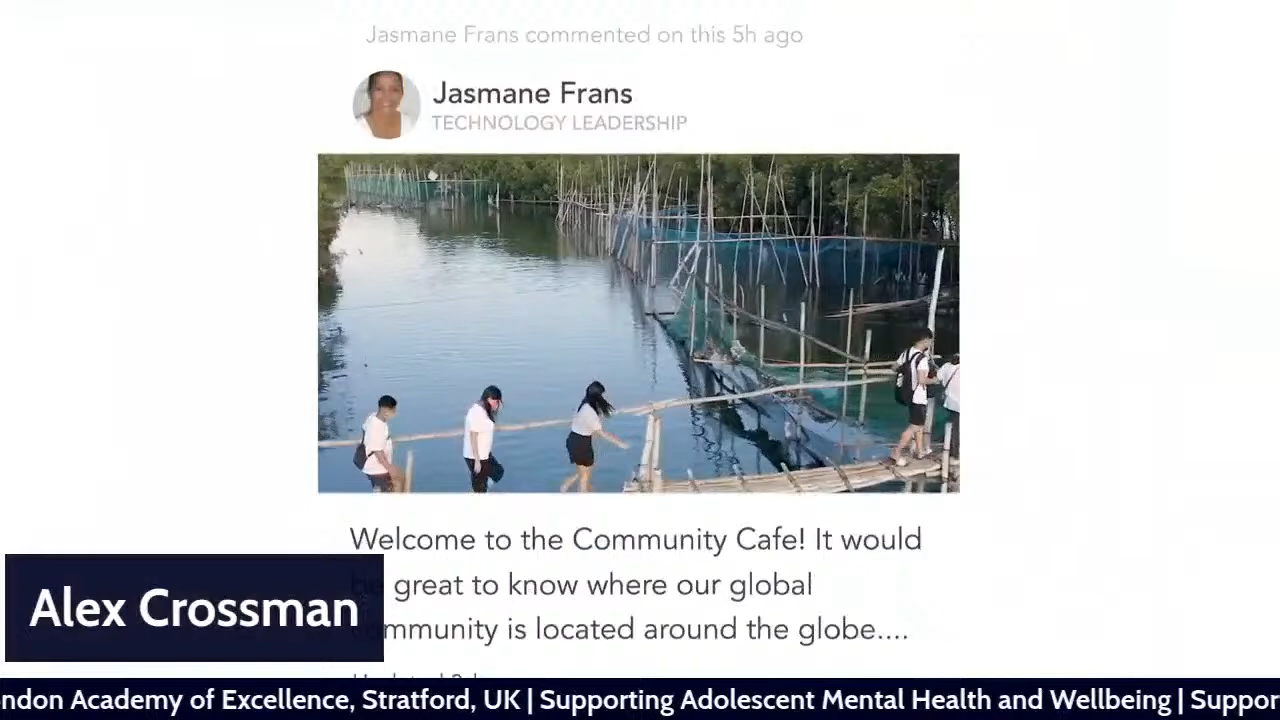 Jasmane Frans commented on this 5h ago
Jasmane Frans
TECHNOLOGY LEADERSHIP
Welcome to the Community Cafe! It would
great to know where our global
community is located around the globe....
Alex Crossman
ondon Academy of Excellence, Stratford, UK | Supporting Adolescent Mental Health and Wellbeing | Suppor